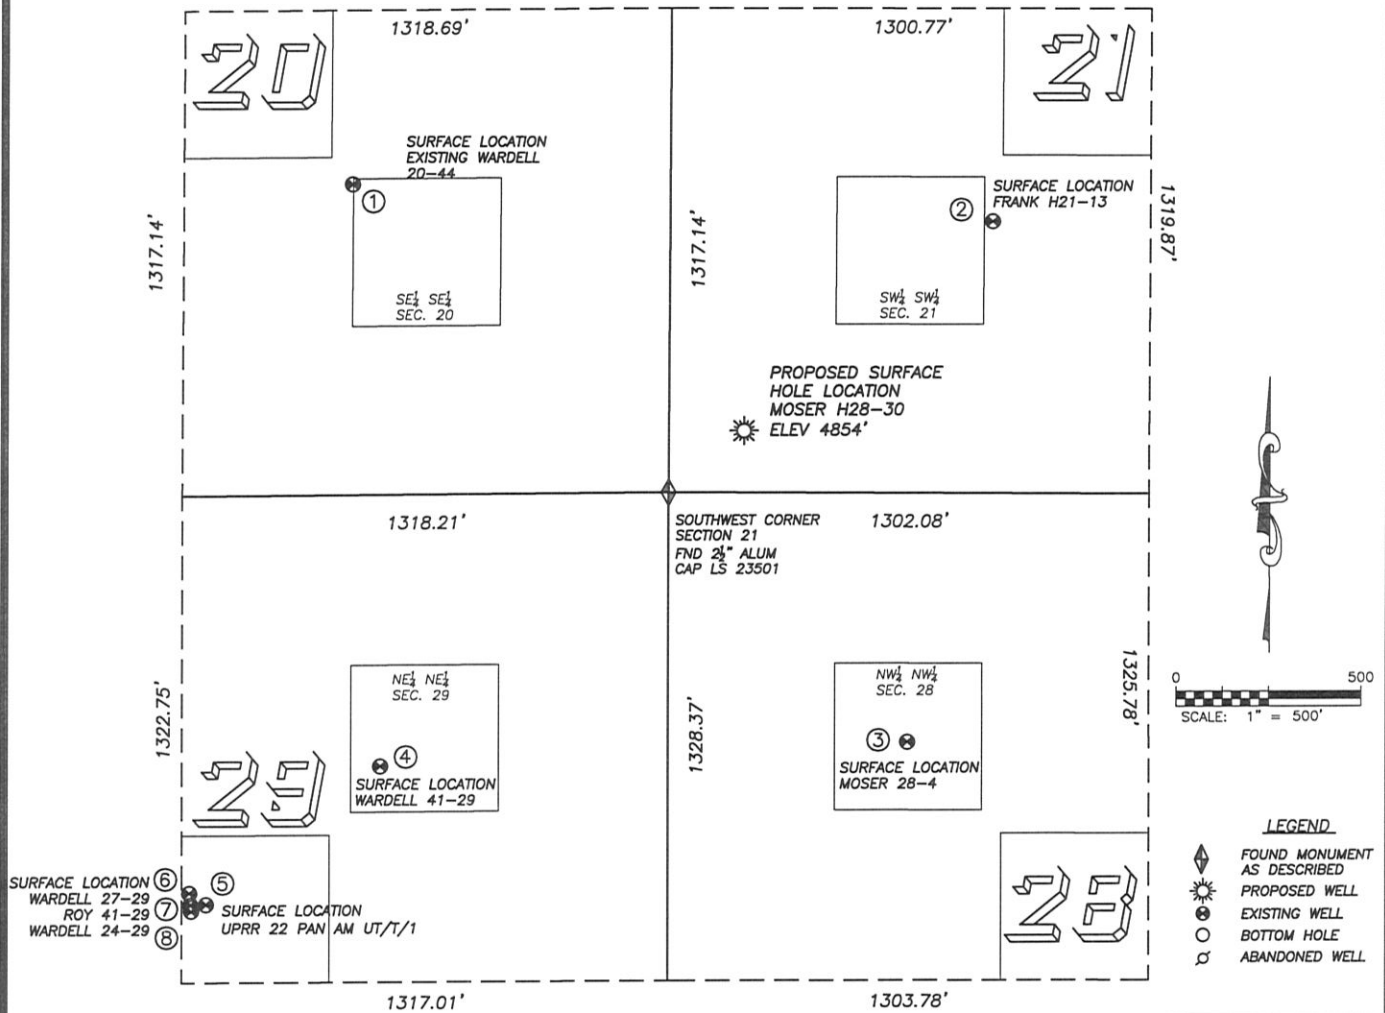 1318.69'
1300.77'
20
21
SURFACE LOCATION
EXISTING WARDELL
20-44
①
SURFACE LOCATION
FRANK H21-13
②
1317.14'
1317.14'
1319.87'
SE¼ SE¼
SEC. 20
SW¼ SW¼
SEC. 21
PROPOSED SURFACE
HOLE LOCATION
MOSER H28-30
ELEV 4854'
1318.21'
SOUTHWEST CORNER
SECTION 21
FND 2½" ALUM
CAP LS 23501
1302.08'
1322.75'
NE¼ NE¼
SEC. 29
1328.37'
NW¼ NW¼
SEC. 28
1325.78'
0 500
SCALE: 1" = 500'
③
SURFACE LOCATION
MOSER 28-4
④
SURFACE LOCATION
WARDELL 41-29
29
28
SURFACE LOCATION ⑥
WARDELL 27-29
ROY 41-29 ⑦
WARDELL 24-29 ⑧
⑤
SURFACE LOCATION
UPRR 22 PAN AM UT/T/1
1317.01'
1303.78'
LEGEND
FOUND MONUMENT
AS DESCRIBED
PROPOSED WELL
EXISTING WELL
BOTTOM HOLE
ABANDONED WELL